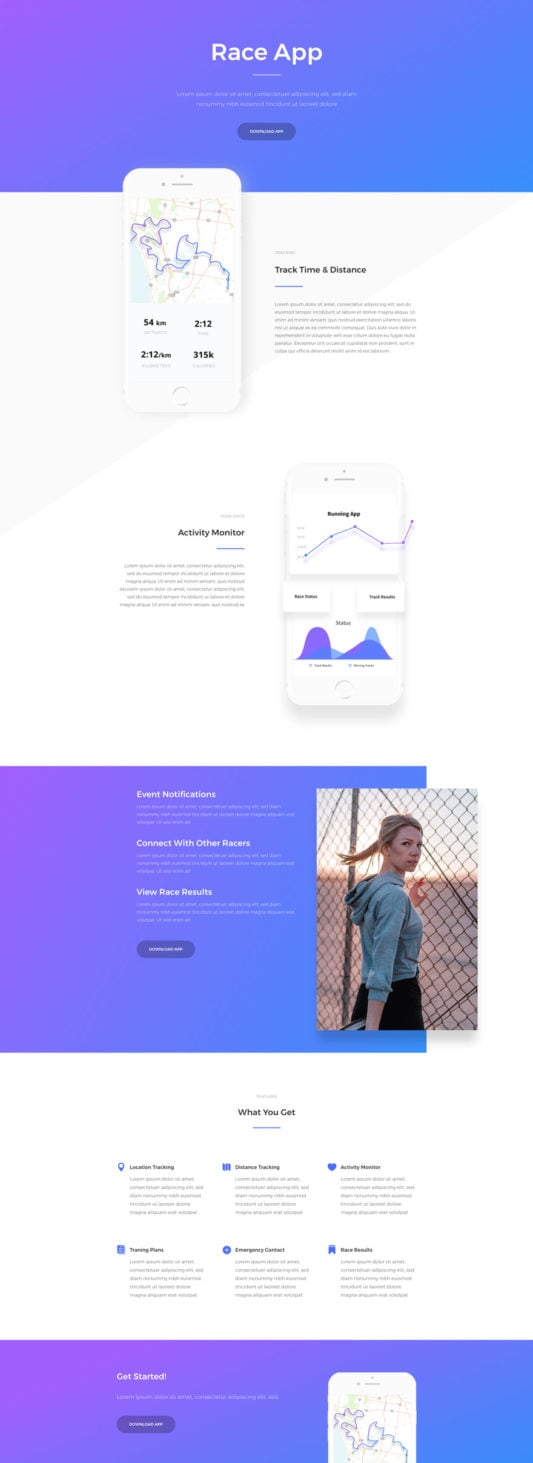 Race App
Lorem ipsum dolor sit amet, consectetuer adipiscing elit, sed diam
nonummy nibh euismod tincidunt ut laoreet dolore
DOWNLOAD APP
54 km
DISTANCE
2:12
TIME
2:12/km
KILOMETERS
315k
CALORIES
TRACKING
Track Time & Distance
Lorem ipsum dolor sit amet, consectetur adipiscing elit, sed do
eiusmod tempor incididunt ut labore et dolore magna aliqua. Ut
enim ad minim veniam, quis nostrud exercitation ullamco laboris
nisi ut aliquip ex ea commodo consequat. Duis aute irure dolor in
reprehenderit in voluptate velit esse cillum dolore eu fugiat nulla
pariatur. Excepteur sint occaecat cupidatat non proident, sunt in
culpa qui officia deserunt mollit anim id est laborum.
YOUR STATS
Activity Monitor
Lorem ipsum dolor sit amet, consectetur adipiscing elit,
sed do eiusmod tempor incididunt ut labore et dolore
magna aliqua. Ut enim ad minim veniam, quis nostrud
exLorem ipsum dolor sit amet, consectetur adipiscing elit,
sed do eiusmod tempor incididunt ut labore et dolore
magna aliqua. Ut enim ad minim veniam, quis nostrud ex
Running App
Race Status
Track Results
Status
Track Results
Morning Tracks
Event Notifications
Lorem ipsum dolor sit amet, consectetuer adipiscing elit, sed diam
nonummy nibh euismod tincidunt ut laoreet dolore magna aliquam erat
volutpat. Ut wisi enim ad
Connect With Other Racers
Lorem ipsum dolor sit amet, consectetuer adipiscing elit, sed diam
nonummy nibh euismod tincidunt ut laoreet dolore magna aliquam erat
volutpat. Ut wisi enim ad
View Race Results
Lorem ipsum dolor sit amet, consectetuer adipiscing elit, sed diam
nonummy nibh euismod tincidunt ut laoreet dolore magna aliquam erat
volutpat. Ut wisi enim ad
DOWNLOAD APP
FEATURES
What You Get
Location Tracking
Lorem ipsum dolor sit amet,
consectetuer adipiscing elit, sed
diam nonummy nibh euismod
tincidunt ut laoreet dolore
magna aliquam erat volutpat
Distance Tracking
Lorem ipsum dolor sit amet,
consectetuer adipiscing elit, sed
diam nonummy nibh euismod
tincidunt ut laoreet dolore
magna aliquam erat volutpat
Activity Monitor
Lorem ipsum dolor sit amet,
consectetuer adipiscing elit, sed
diam nonummy nibh euismod
tincidunt ut laoreet dolore
magna aliquam erat volutpat
Traning Plans
Lorem ipsum dolor sit amet,
consectetuer adipiscing elit, sed
diam nonummy nibh euismod
tincidunt ut laoreet dolore
magna aliquam erat volutpat
Emergency Contact
Lorem ipsum dolor sit amet,
consectetuer adipiscing elit, sed
diam nonummy nibh euismod
tincidunt ut laoreet dolore
magna aliquam erat volutpat
Race Results
Lorem ipsum dolor sit amet,
consectetuer adipiscing elit, sed
diam nonummy nibh euismod
tincidunt ut laoreet dolore
magna aliquam erat volutpat
Get Started!
Lorem ipsum dolor sit amet, consectetur adipiscing elit, sed.
DOWNLOAD APP